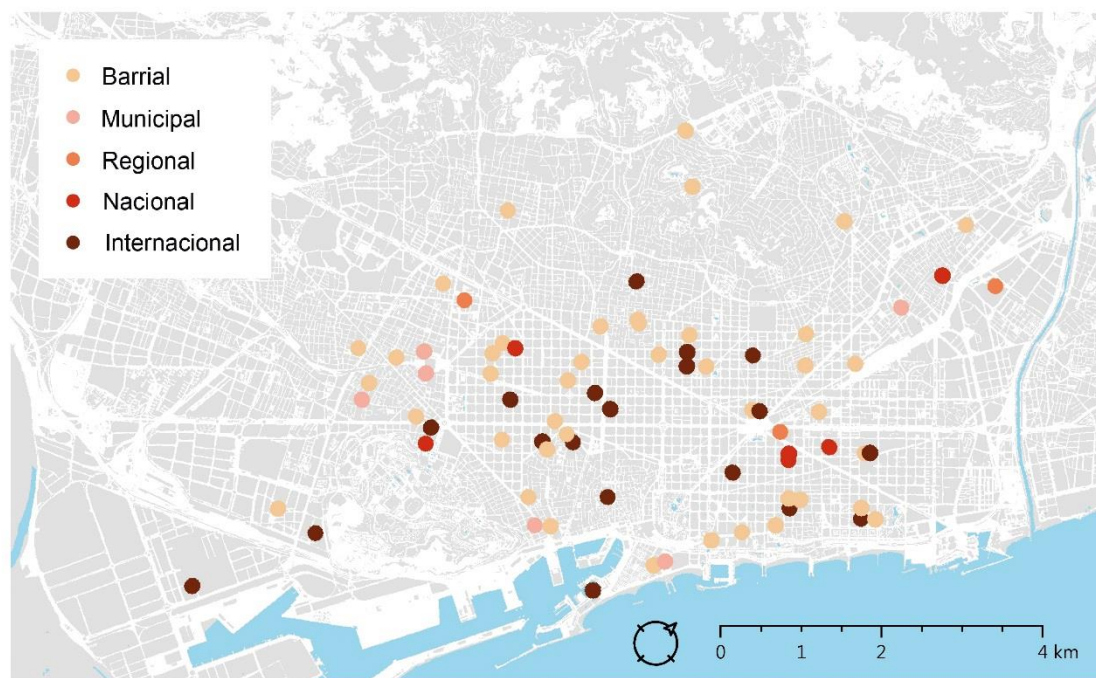 Barrial
Municipal
Regional
Nacional
Internacional
0 1 2 4 km